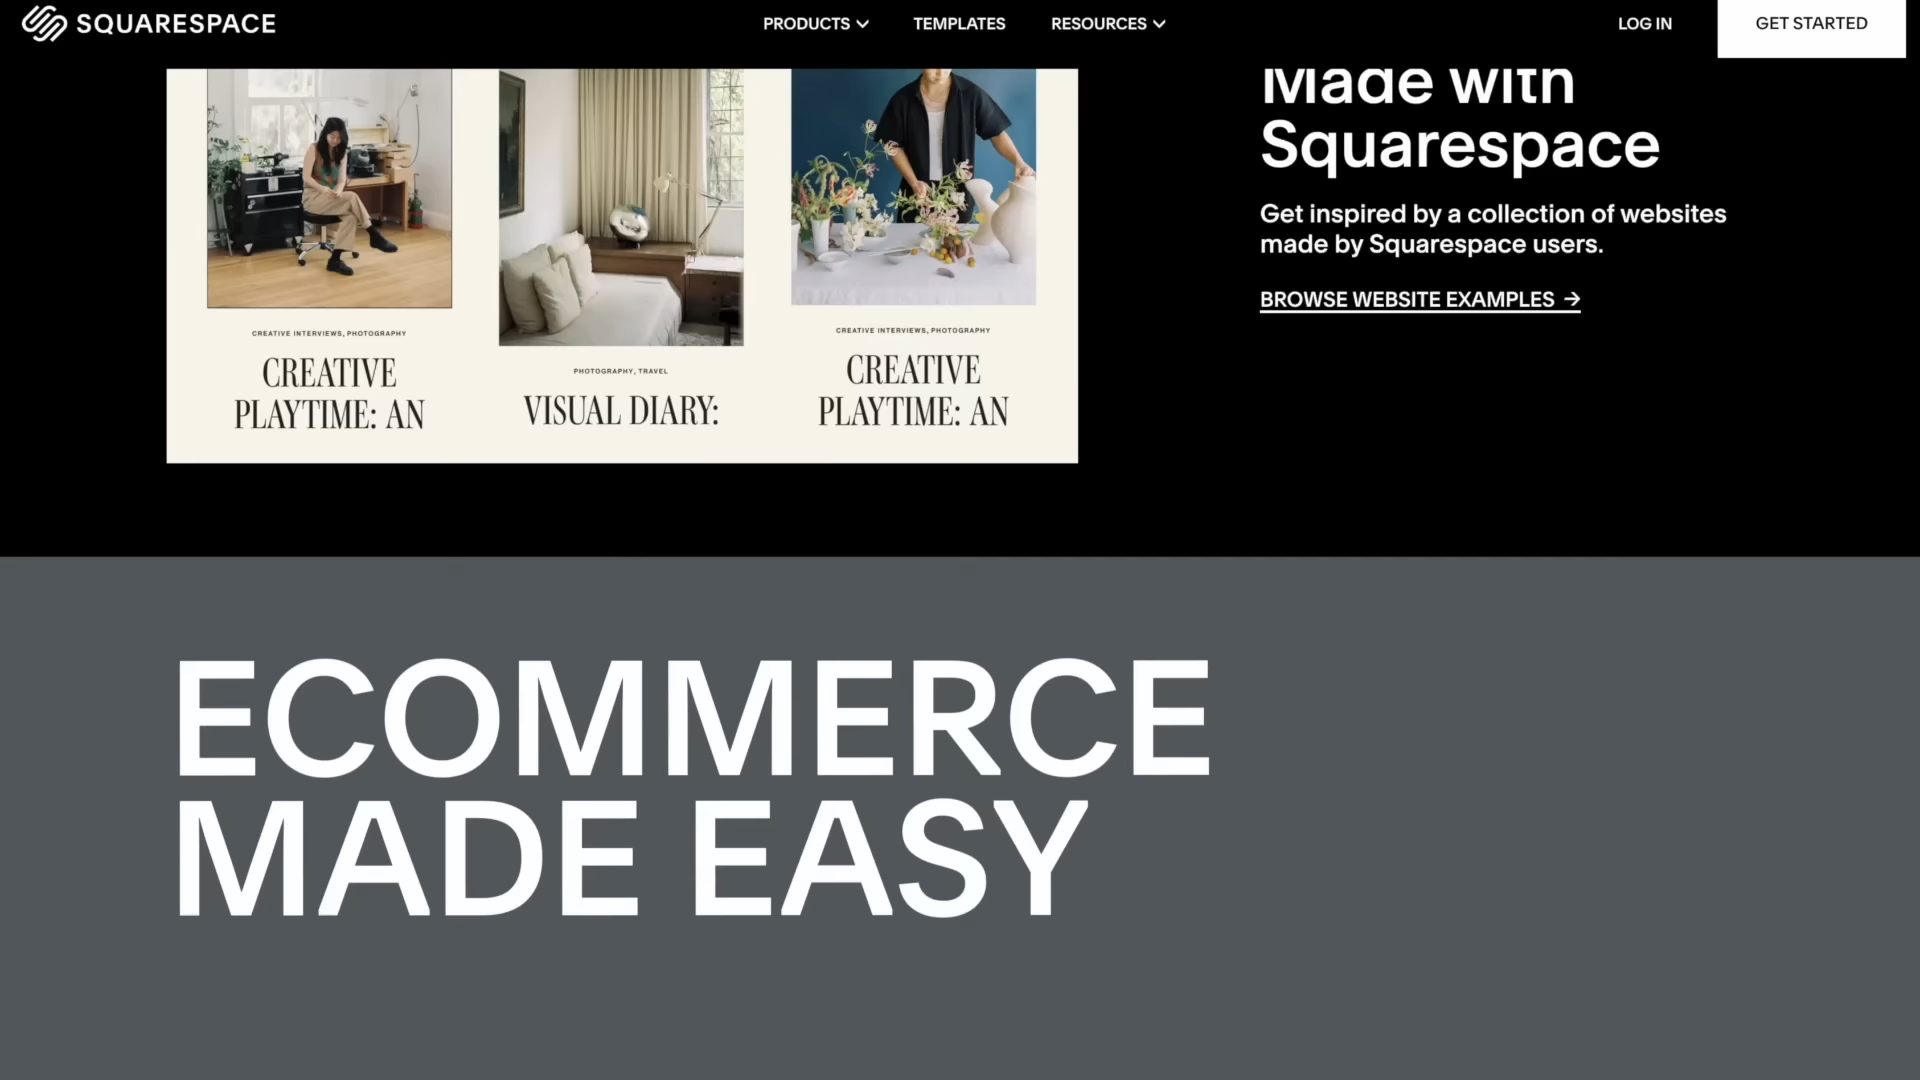 SQUARESPACE
PRODUCTS
TEMPLATES
RESOURCES
LOG IN
GET STARTED
CREATIVE INTERVIEWS, PHOTOGRAPHY
CREATIVE
PLAYTIME: AN
PHOTOGRAPHY, TRAVEL
VISUAL DIARY:
CREATIVE INTERVIEWS, PHOTOGRAPHY
CREATIVE
PLAYTIME: AN
Made with
Squarespace
Get inspired by a collection of websites
made by Squarespace users.
BROWSE WEBSITE EXAMPLES →
ECOMMERCE
MADE EASY